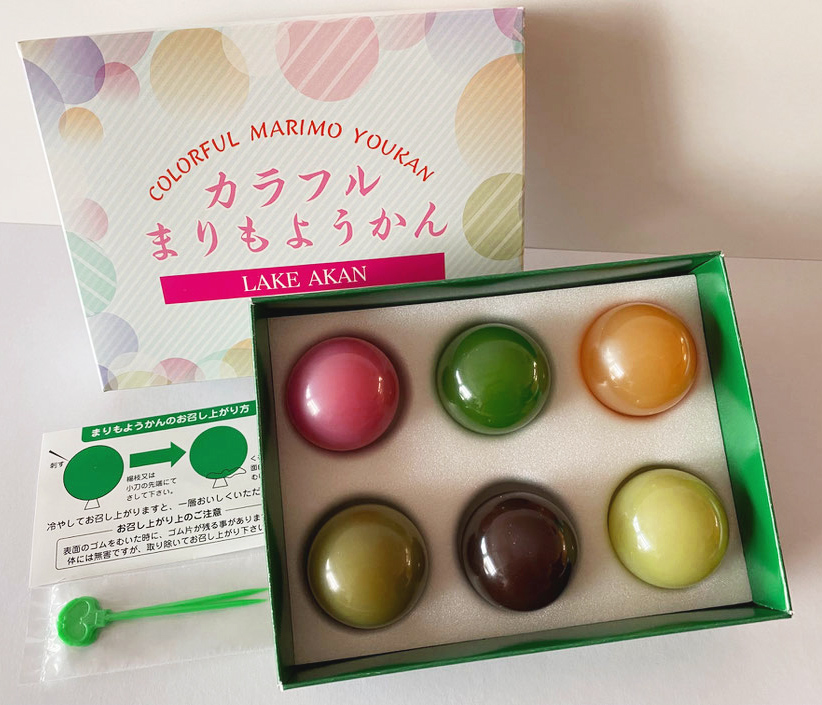 COLORFUL MARIMO YOUKAN
カラフル
まりもようかん
LAKE AKAN
まりもようかんのお召し上がり方
刺す
楊枝又は
小刀の先端にて
さして下さい。
冷やしてお召し上がりますと、一層おいしくいただ
お召し上がり上のご注意
表面のゴムをむいた時に、ゴム片が残る事がありま
体には無害ですが、取り除いてお召し上がり下さい